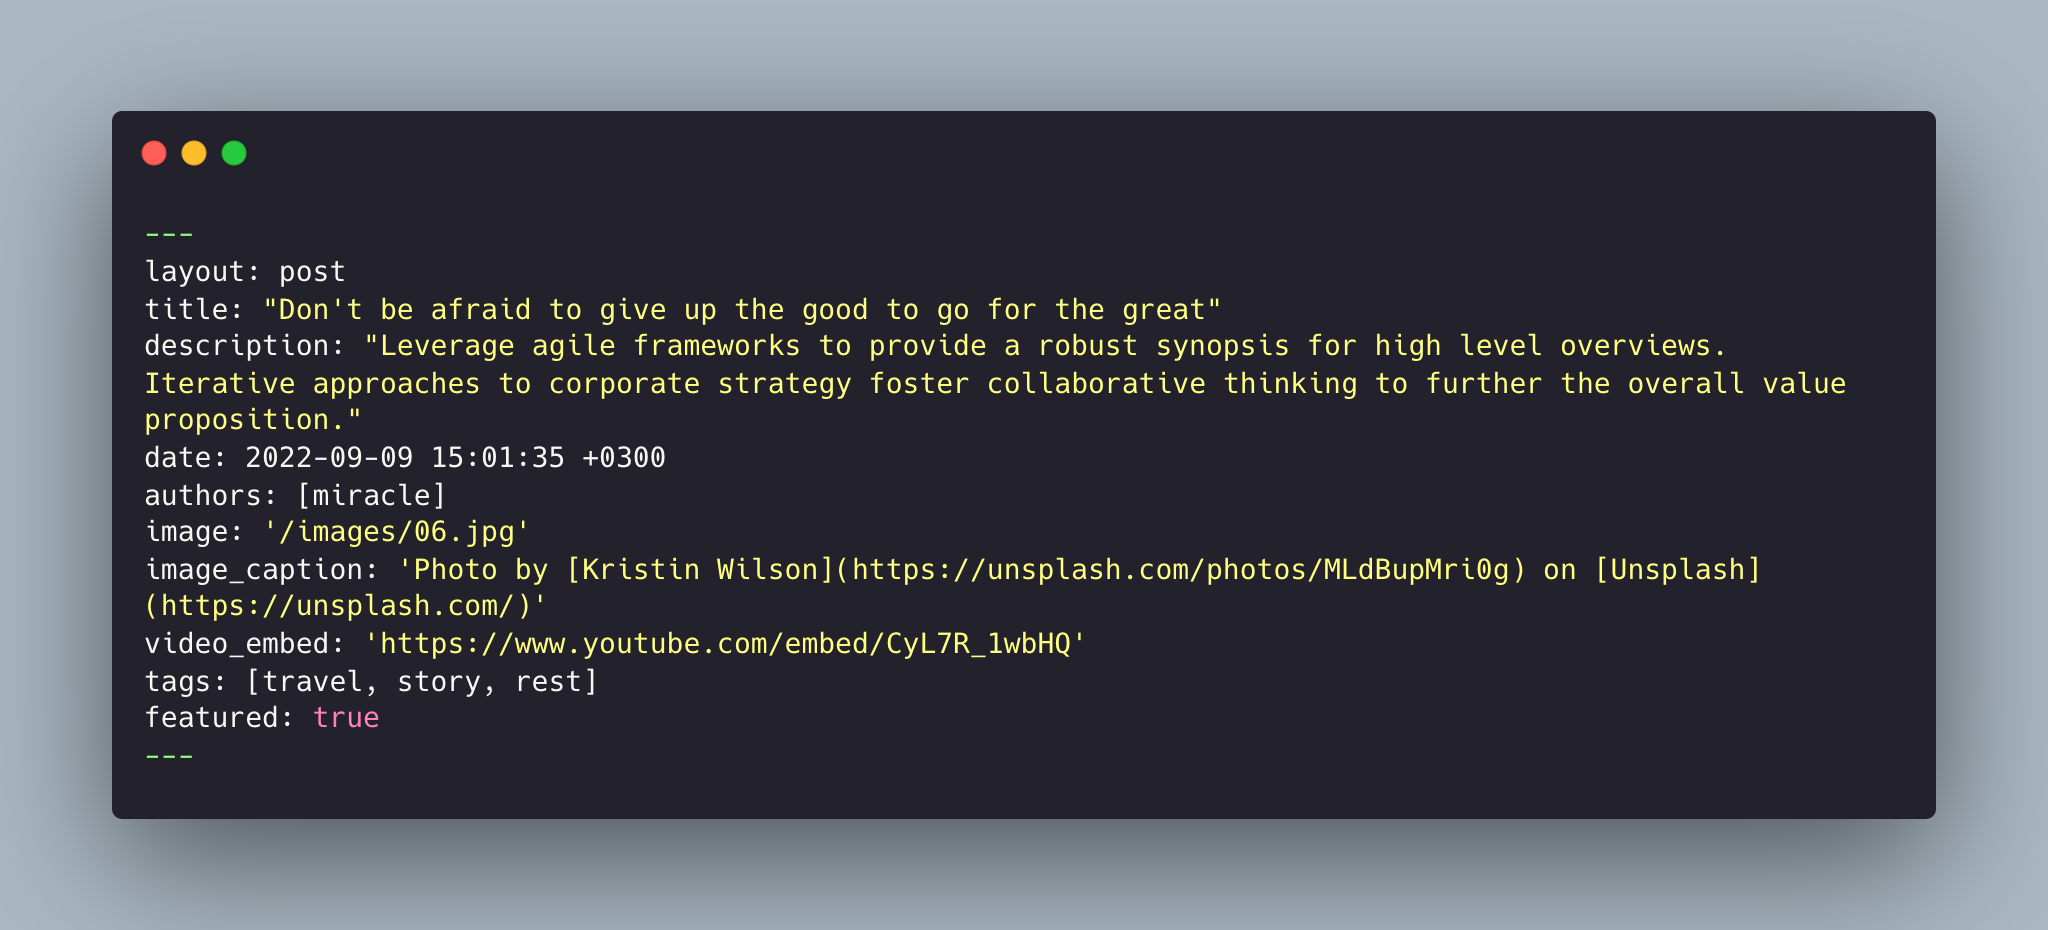 ---
layout: post
title: "Don't be afraid to give up the good to go for the great"
description: "Leverage agile frameworks to provide a robust synopsis for high level overviews.
Iterative approaches to corporate strategy foster collaborative thinking to further the overall value
proposition."
date: 2022-09-09 15:01:35 +0300
authors: [miracle]
image: '/images/06.jpg'
image_caption: 'Photo by [Kristin Wilson](https://unsplash.com/photos/MLdBupMri0g) on [Unsplash]
(https://unsplash.com/)'
video_embed: 'https://www.youtube.com/embed/CyL7R_1wbHQ'
tags: [travel, story, rest]
featured: true
---